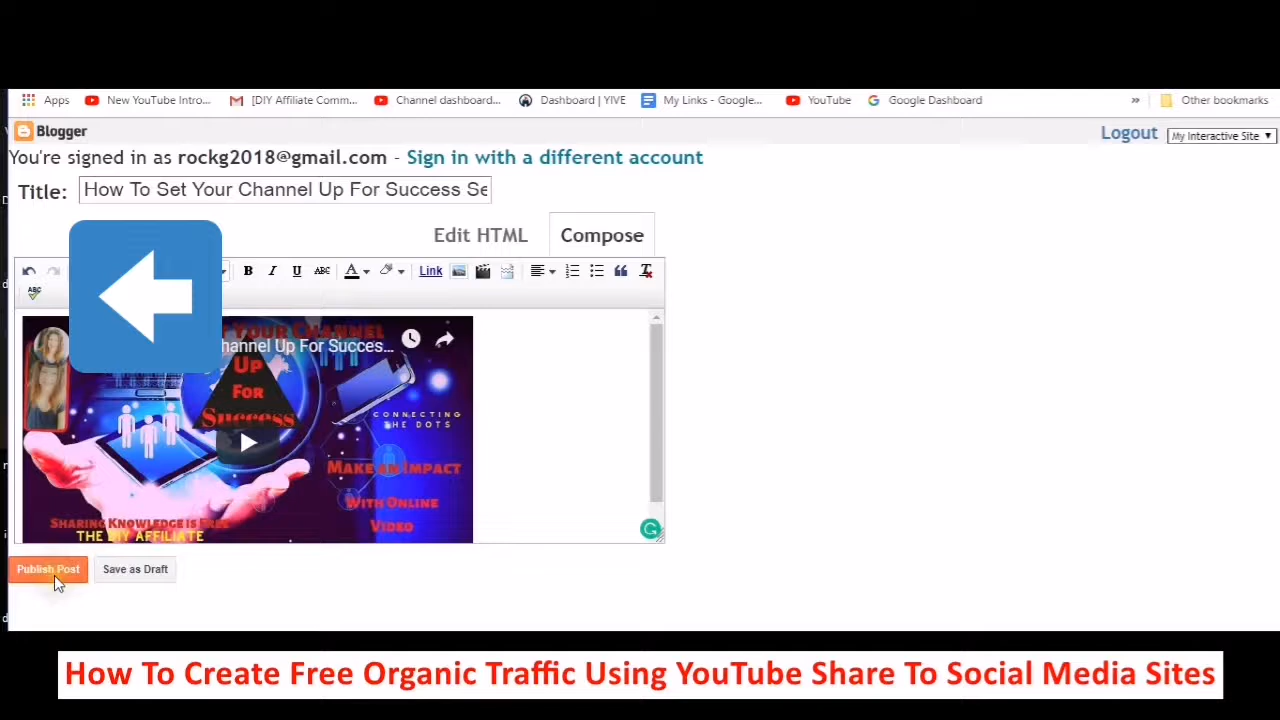 Apps New YouTube Intro... [DIY Affiliate Comm... Channel dashboard... Dashboard | YIVE My Links - Google... YouTube Google Dashboard » Other bookmarks
Blogger Logout My Interactive Site
You're signed in as rockg2018@gmail.com - Sign in with a different account
Title: How To Set Your Channel Up For Success Se
Edit HTML Compose
B I U ABC A Link
ABC
Your Channel
hannel Up For Succes...
Up
For
Success
Connecting
the Dots
Make an Impact
With Online
Video
Sharing Knowledge is Free
THE DIY AFFILIATE
Publish Post Save as Draft
How To Create Free Organic Traffic Using YouTube Share To Social Media Sites